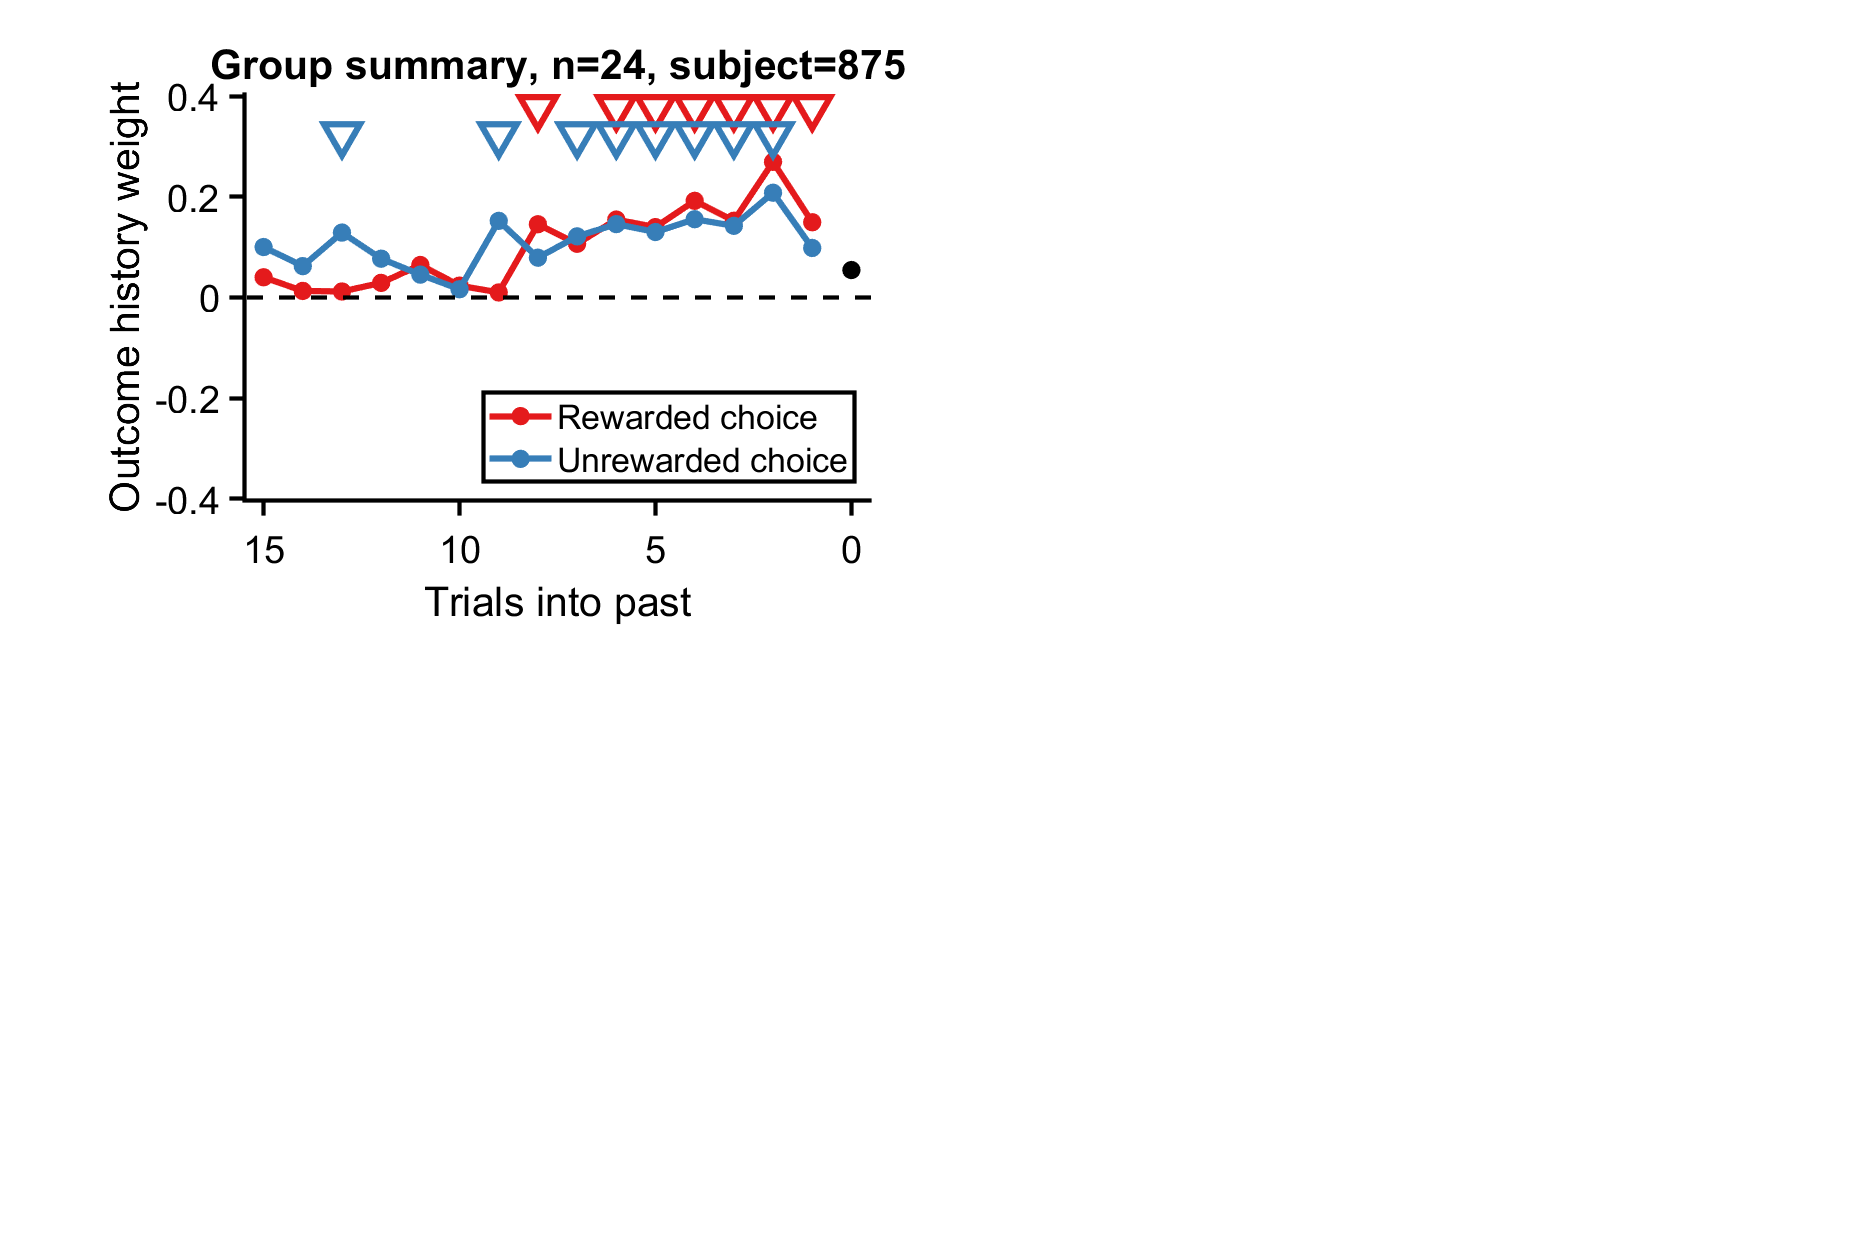 Group summary, n=24, subject=875
Outcome history weight
0.4
0.2
0
-0.2
-0.4
Rewarded choice
Unrewarded choice
15 10 5 0
Trials into past